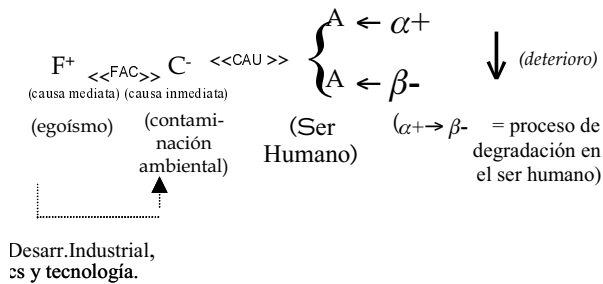 A ← α+
F⁺ <<FAC>> C⁻ <<CAU>> {
(deterioro)
A ← β-
(causa mediata) (causa inmediata)
(egoísmo)
(contami-
nación
ambiental)
(Ser
Humano)
(α+→ β-
= proceso de
degradación en
el ser humano)
Desarr.Industrial,
cs y tecnología.